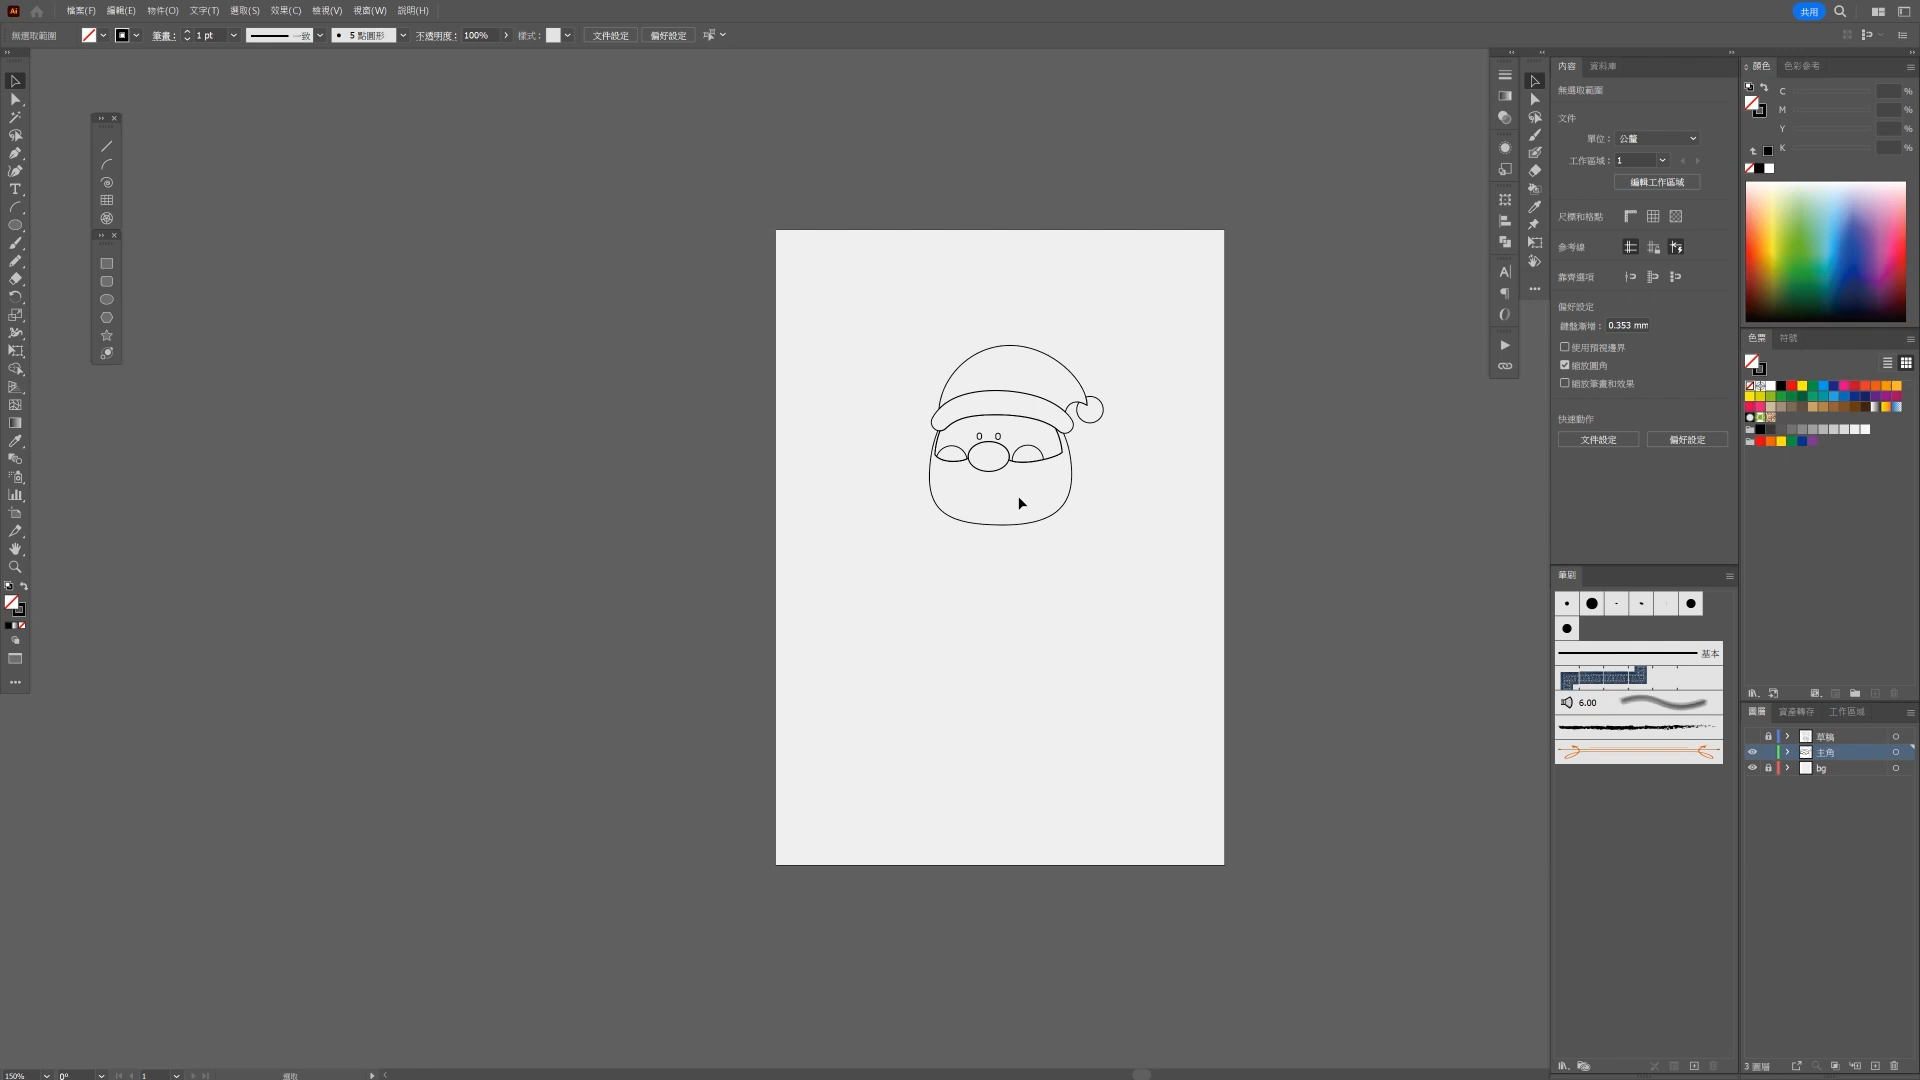 Ai 檔案(F) 編輯(E) 物件(O) 文字(T) 選取(S) 效果(C) 檢視(V) 視窗(W) 說明(H) 共用
無選取範圍 筆畫: 1 pt 一致 5 點圓形 不透明度: 100% 樣式: 文件設定 偏好設定
內容 資料庫
無選取範圍
文件
單位: 公釐
工作區域: 1
編輯工作區域
尺標和格點
參考線
靠齊選項
偏好設定
鍵盤漸增: 0.353 mm
使用預視邊界
縮放圓角
縮放筆畫和效果
快速動作
文件設定 偏好設定
筆刷
基本
6.00
顏色 色彩參考
C %
M %
Y %
K %
色票 符號
圖層 資產轉存 工作區域
草稿
主角
bg
3 圖層
150% 0° 1 選取